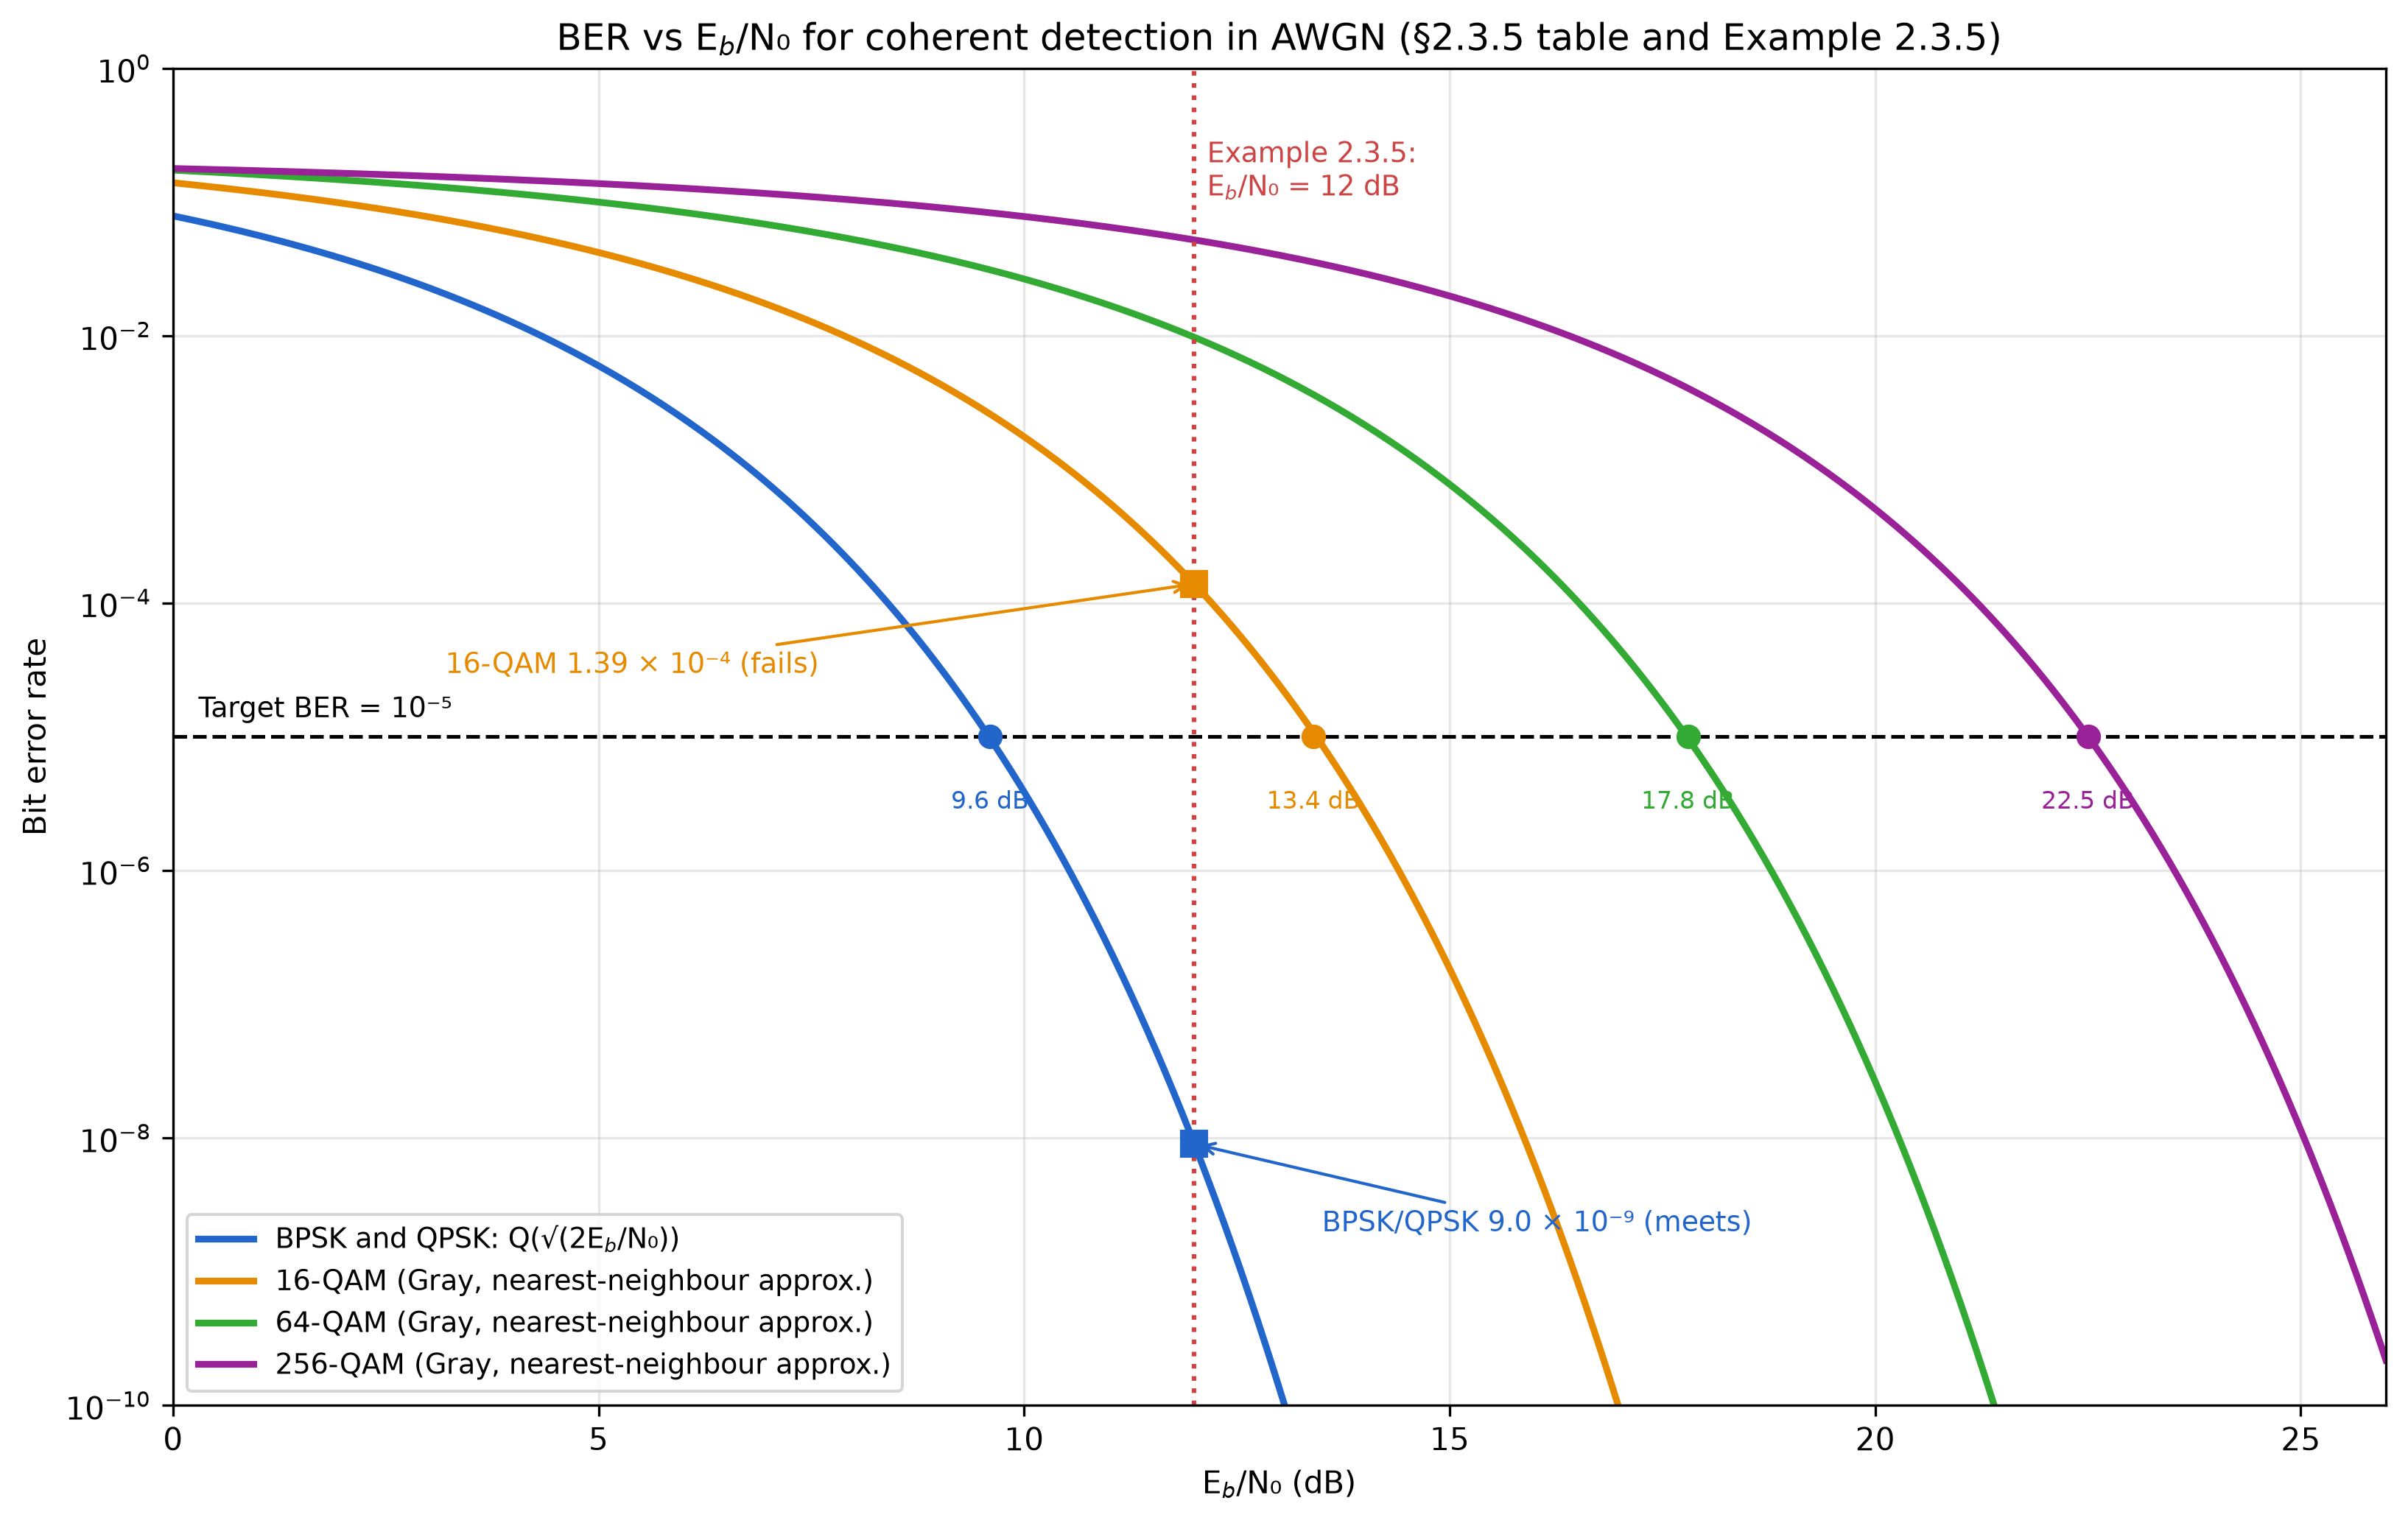 BER vs E_b/N₀ for coherent detection in AWGN (§2.3.5 table and Example 2.3.5)
10⁰
10⁻²
10⁻⁴
10⁻⁶
10⁻⁸
10⁻¹⁰
Bit error rate
Example 2.3.5:
E_b/N₀ = 12 dB
16-QAM 1.39 × 10⁻⁴ (fails)
Target BER = 10⁻⁵
9.6 dB
13.4 dB
17.8 dB
22.5 dB
BPSK/QPSK 9.0 × 10⁻⁹ (meets)
BPSK and QPSK: Q(√(2E_b/N₀))
16-QAM (Gray, nearest-neighbour approx.)
64-QAM (Gray, nearest-neighbour approx.)
256-QAM (Gray, nearest-neighbour approx.)
0 5 10 15 20 25
E_b/N₀ (dB)